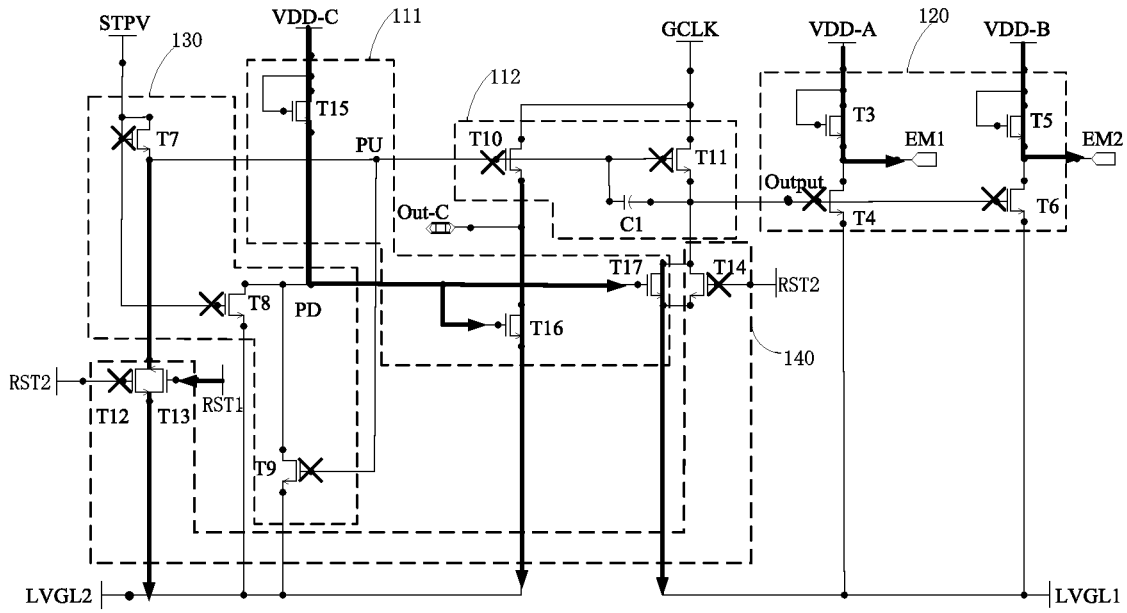 STPV
VDD-C
111
GCLK
VDD-A
120
VDD-B
130
112
T15
T3
T5
T7
T10
T11
EM1
EM2
PU
Output
Out-C
C1
T4
T6
T17
T14
RST2
T8
PD
T16
140
RST2
RST1
T12
T13
T9
LVGL2
LVGL1